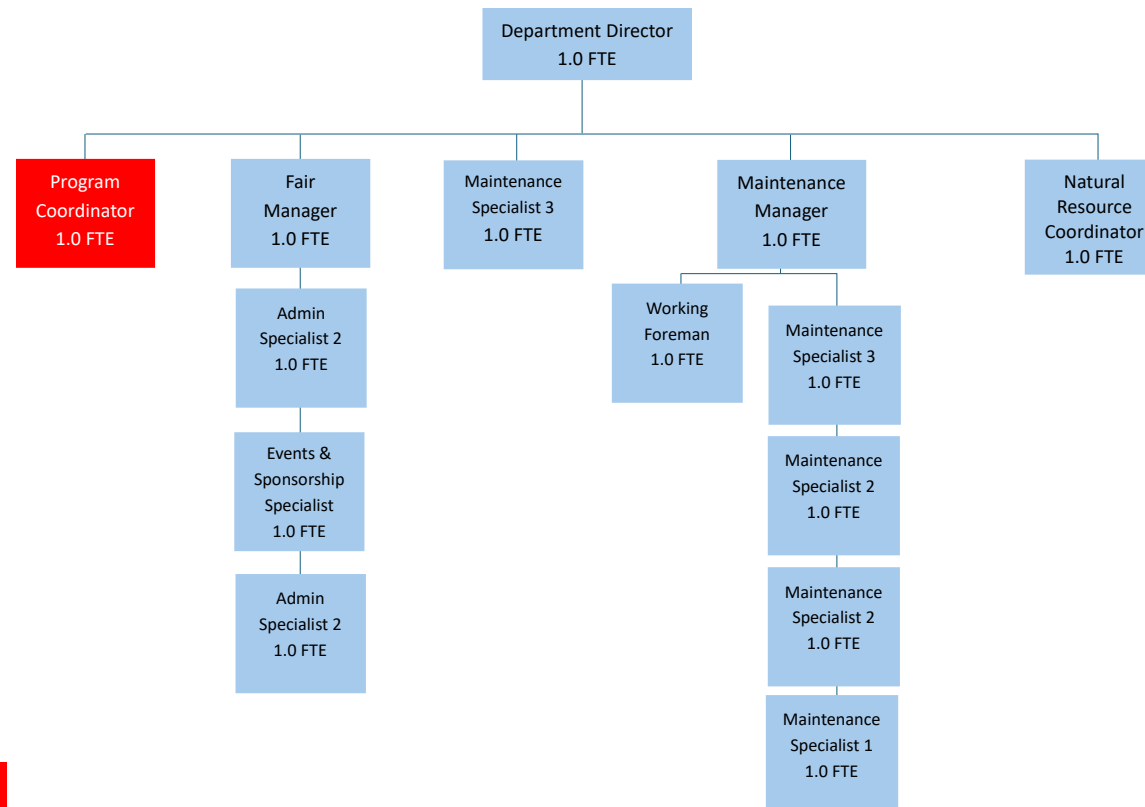 Department Director
1.0 FTE
Program
Coordinator
1.0 FTE
Fair
Manager
1.0 FTE
Maintenance
Specialist 3
1.0 FTE
Maintenance
Manager
1.0 FTE
Natural
Resource
Coordinator
1.0 FTE
Admin
Specialist 2
1.0 FTE
Events &
Sponsorship
Specialist
1.0 FTE
Admin
Specialist 2
1.0 FTE
Working
Foreman
1.0 FTE
Maintenance
Specialist 3
1.0 FTE
Maintenance
Specialist 2
1.0 FTE
Maintenance
Specialist 2
1.0 FTE
Maintenance
Specialist 1
1.0 FTE